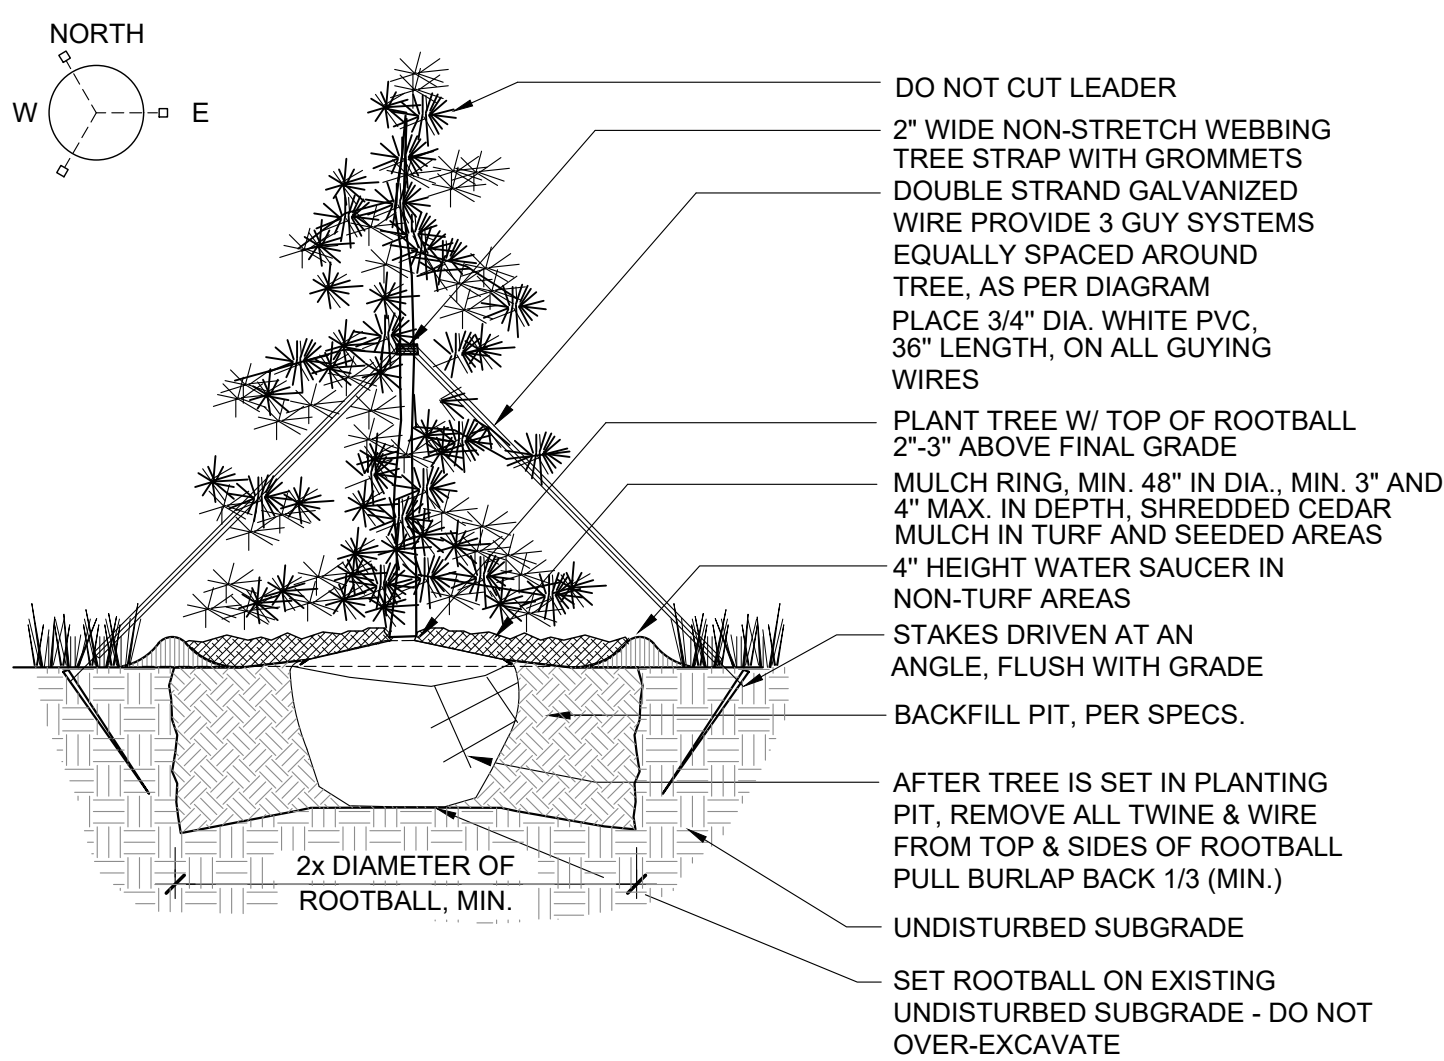 NORTH
W
E
DO NOT CUT LEADER
2" WIDE NON-STRETCH WEBBING
TREE STRAP WITH GROMMETS
DOUBLE STRAND GALVANIZED
WIRE PROVIDE 3 GUY SYSTEMS
EQUALLY SPACED AROUND
TREE, AS PER DIAGRAM
PLACE 3/4" DIA. WHITE PVC,
36" LENGTH, ON ALL GUYING
WIRES
PLANT TREE W/ TOP OF ROOTBALL
2"-3" ABOVE FINAL GRADE
MULCH RING, MIN. 48" IN DIA., MIN. 3" AND
4" MAX. IN DEPTH, SHREDDED CEDAR
MULCH IN TURF AND SEEDED AREAS
4" HEIGHT WATER SAUCER IN
NON-TURF AREAS
STAKES DRIVEN AT AN
ANGLE, FLUSH WITH GRADE
BACKFILL PIT, PER SPECS.
AFTER TREE IS SET IN PLANTING
PIT, REMOVE ALL TWINE & WIRE
FROM TOP & SIDES OF ROOTBALL
PULL BURLAP BACK 1/3 (MIN.)
2x DIAMETER OF
ROOTBALL, MIN.
UNDISTURBED SUBGRADE
SET ROOTBALL ON EXISTING
UNDISTURBED SUBGRADE - DO NOT
OVER-EXCAVATE